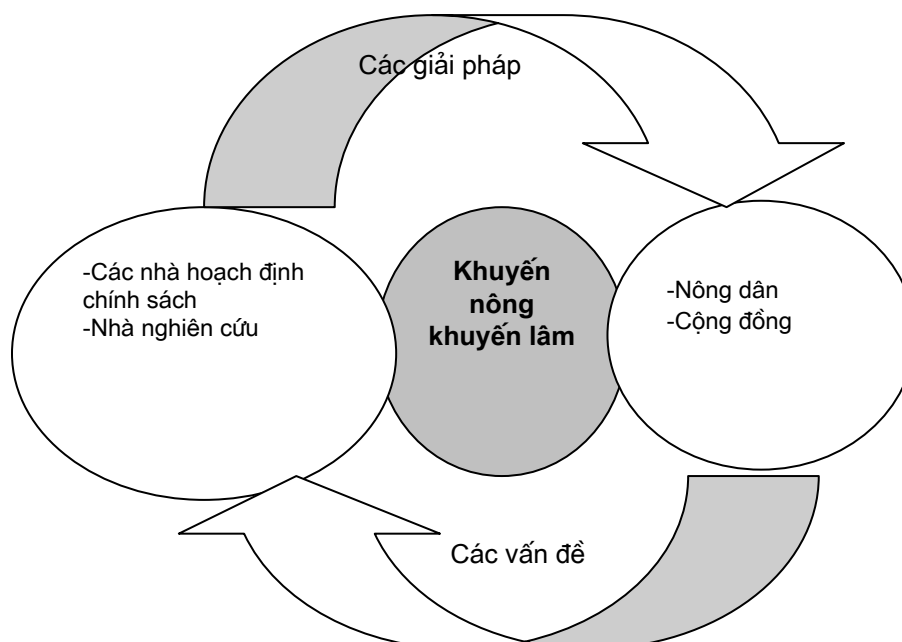 Các giải pháp
-Các nhà hoạch định
chính sách
-Nhà nghiên cứu
Khuyến
nông
khuyến lâm
-Nông dân
-Cộng đồng
Các vấn đề